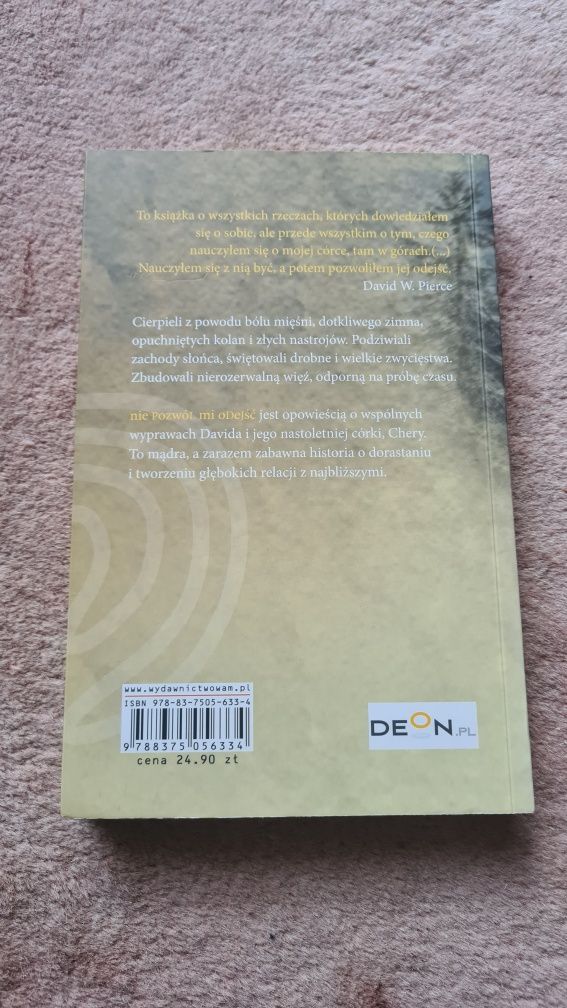 To książka o wszystkich rzeczach, których dowiedziałem
się o sobie, ale przede wszystkim o tym, czego
nauczyłem się o mojej córce, tam w górach.(...)
Nauczyłem się z nią być, a potem pozwoliłem jej odejść.
David W. Pierce
Cierpieli z powodu bólu mięśni, dotkliwego zimna,
opuchniętych kolan i złych nastrojów. Podziwiali
zachody słońca, świętowali drobne i wielkie zwycięstwa.
Zbudowali nierozerwalną więź, odporną na próbę czasu.
nie Pozwól mi oDejść jest opowieścią o wspólnych
wyprawach Davida i jego nastoletniej córki, Chery.
To mądra, a zarazem zabawna historia o dorastaniu
i tworzeniu głębokich relacji z najbliższymi.
www.wydawnictwowam.pl
ISBN 978-83-7505-633-4
9 788375 056334
cena 24.90 zł
DEON.PL